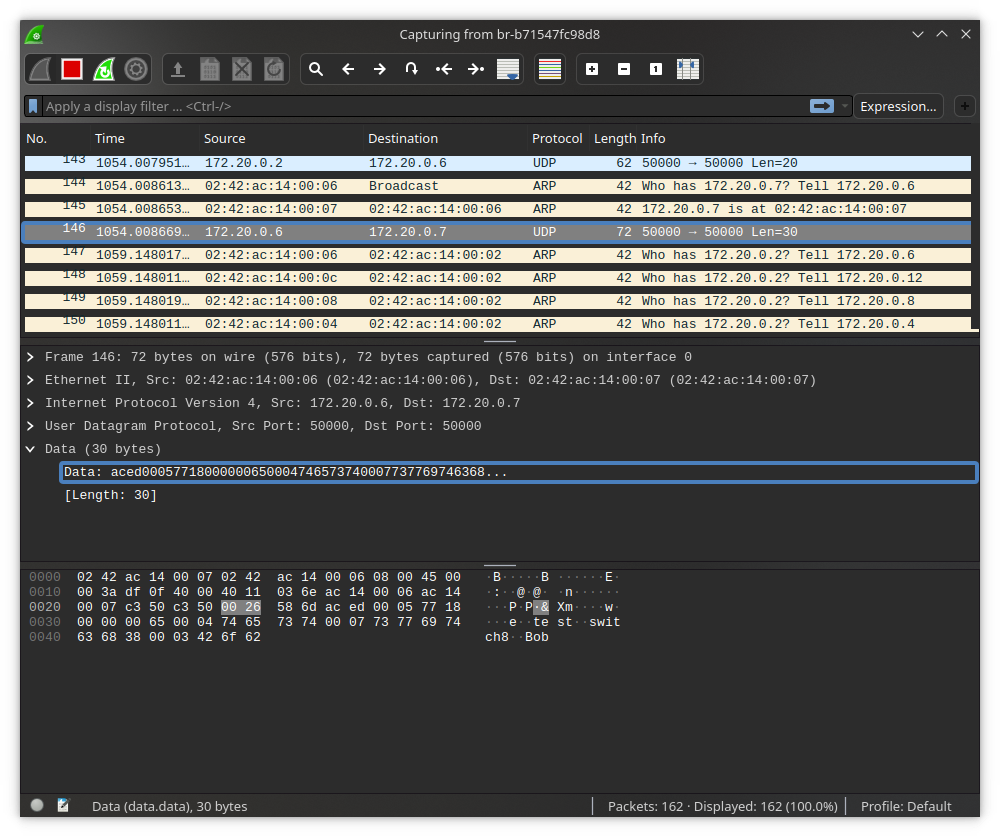 Capturing from br-b71547fc98d8
Apply a display filter ... <Ctrl-/>
Expression...
+
No. Time Source Destination Protocol Length Info
143 1054.007951… 172.20.0.2 172.20.0.6 UDP 62 50000 → 50000 Len=20
144 1054.008613… 02:42:ac:14:00:06 Broadcast ARP 42 Who has 172.20.0.7? Tell 172.20.0.6
145 1054.008653… 02:42:ac:14:00:07 02:42:ac:14:00:06 ARP 42 172.20.0.7 is at 02:42:ac:14:00:07
146 1054.008669… 172.20.0.6 172.20.0.7 UDP 72 50000 → 50000 Len=30
147 1059.148017… 02:42:ac:14:00:06 02:42:ac:14:00:02 ARP 42 Who has 172.20.0.2? Tell 172.20.0.6
148 1059.148011… 02:42:ac:14:00:0c 02:42:ac:14:00:02 ARP 42 Who has 172.20.0.2? Tell 172.20.0.12
149 1059.148019… 02:42:ac:14:00:08 02:42:ac:14:00:02 ARP 42 Who has 172.20.0.2? Tell 172.20.0.8
150 1059.148011… 02:42:ac:14:00:04 02:42:ac:14:00:02 ARP 42 Who has 172.20.0.2? Tell 172.20.0.4
Frame 146: 72 bytes on wire (576 bits), 72 bytes captured (576 bits) on interface 0
Ethernet II, Src: 02:42:ac:14:00:06 (02:42:ac:14:00:06), Dst: 02:42:ac:14:00:07 (02:42:ac:14:00:07)
Internet Protocol Version 4, Src: 172.20.0.6, Dst: 172.20.0.7
User Datagram Protocol, Src Port: 50000, Dst Port: 50000
Data (30 bytes)
Data: aced00057718000000650004746573740007737769746368...
[Length: 30]
0000 02 42 ac 14 00 07 02 42 ac 14 00 06 08 00 45 00 ·B·····B ······E·
0010 00 3a df 0f 40 00 40 11 03 6e ac 14 00 06 ac 14 ·:··@·@· ·n······
0020 00 07 c3 50 c3 50 00 26 58 6d ac ed 00 05 77 18 ···P·P·& Xm····w·
0030 00 00 00 65 00 04 74 65 73 74 00 07 73 77 69 74 ···e··te st··swit
0040 63 68 38 00 03 42 6f 62 ch8··Bob
Data (data.data), 30 bytes
Packets: 162 · Displayed: 162 (100.0%)
Profile: Default